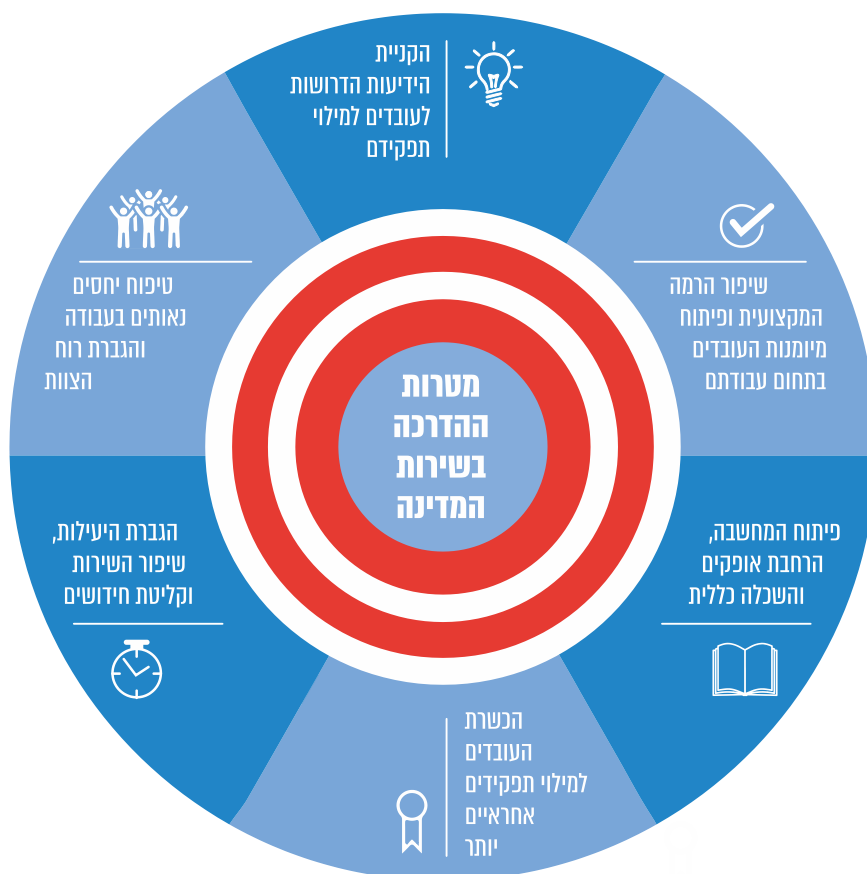 הקניית
הידיעות הדרושות
לעובדים למילוי
תפקידם
שיפור הרמה
המקצועית ופיתוח
מיומנות העובדים
בתחום עבודתם
פיתוח המחשבה,
הרחבת אופקים
והשכלה כללית
הכשרת
העובדים
למילוי תפקידים
אחראיים
יותר
הגברת היעילות,
שיפור השירות
וקליטת חידושים
טיפוח יחסים
נאותים בעבודה
והגברת רוח
הצוות
מטרות
ההדרכה
בשירות
המדינה